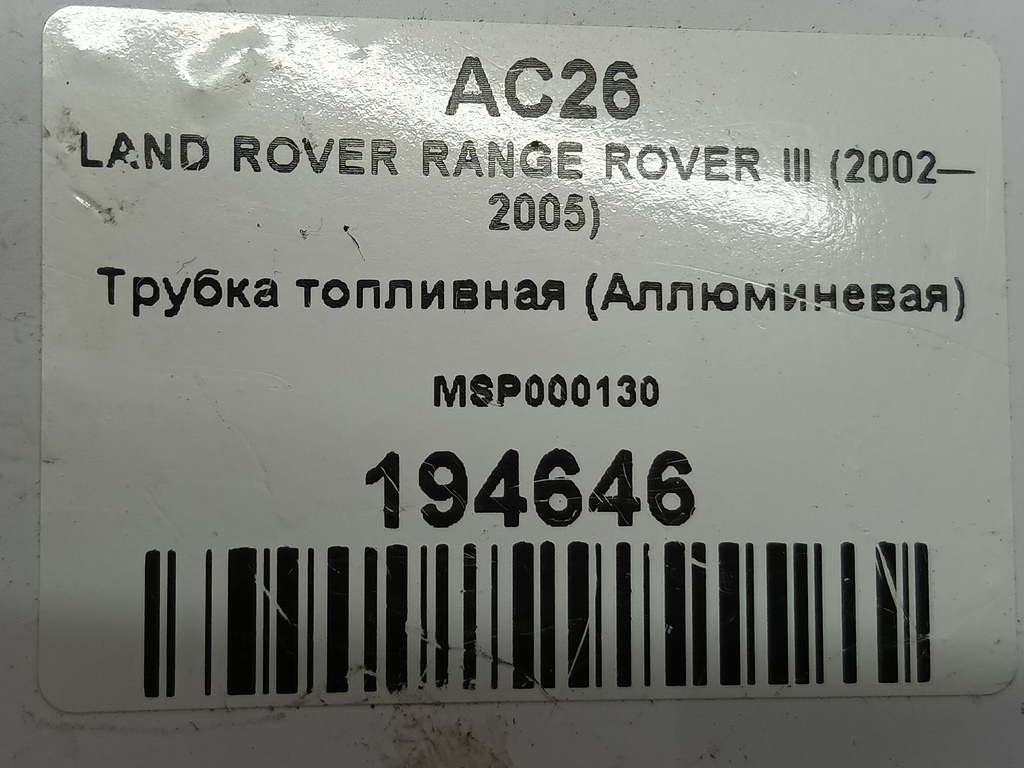 AC26
LAND ROVER RANGE ROVER III (2002—
2005)
Трубка топливная (Аллюминевая)
MSP000130
194646